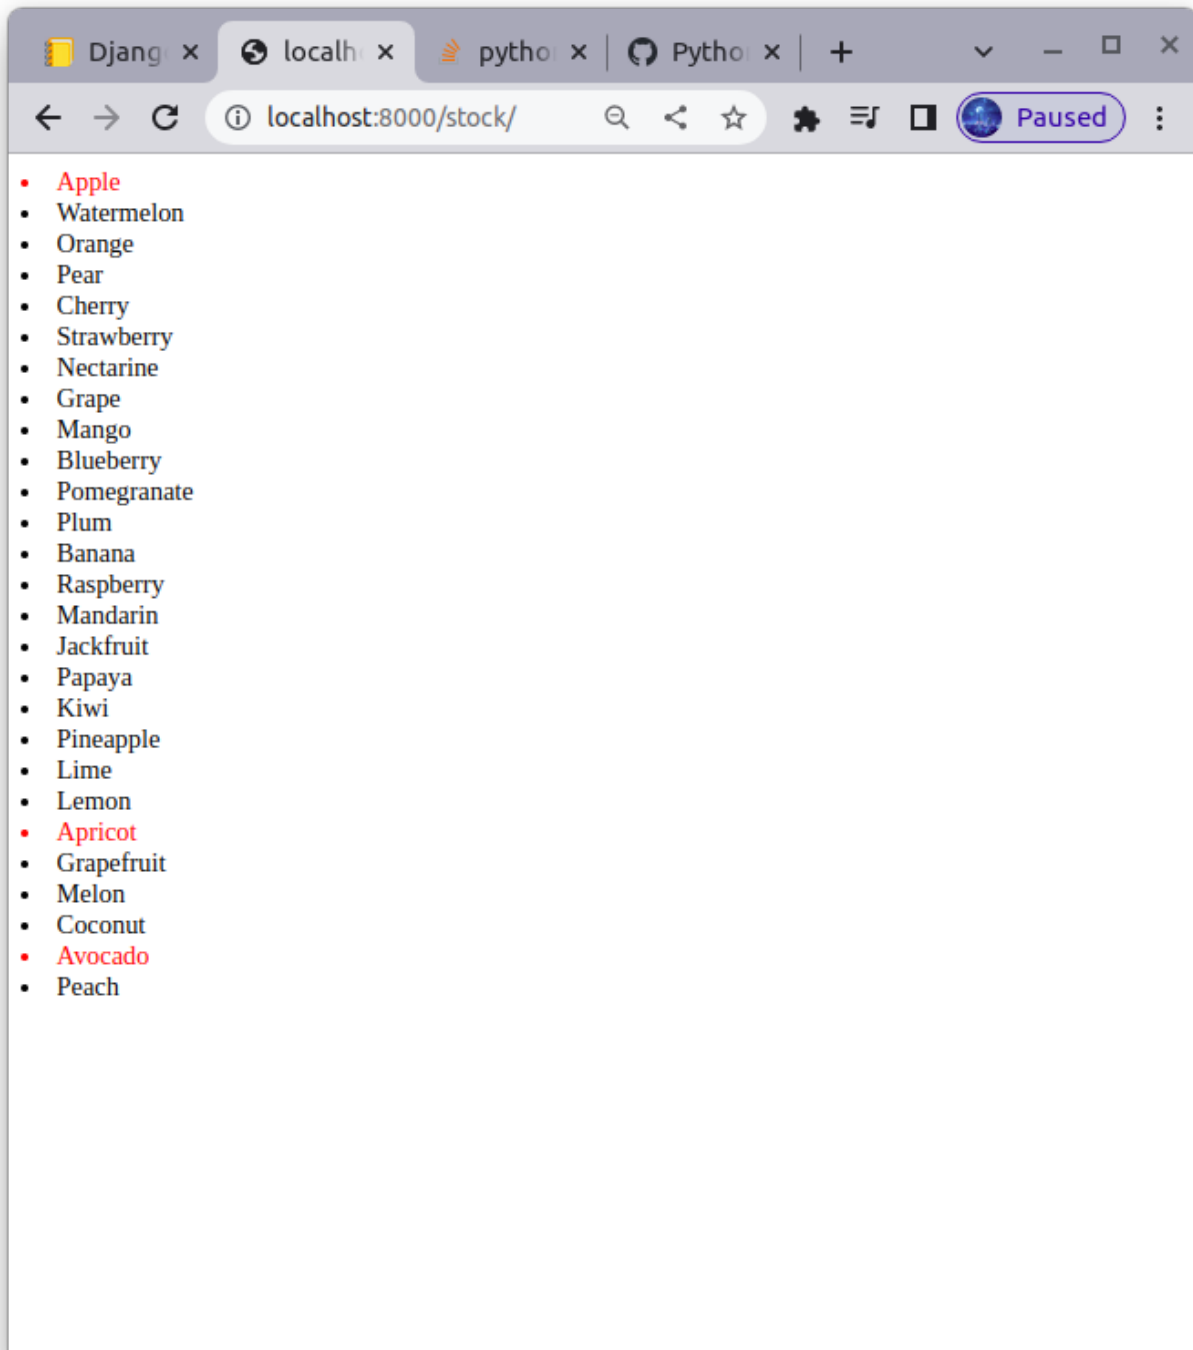 Djang
localh
pytho
Pytho
localhost:8000/stock/
Paused
Apple
Watermelon
Orange
Pear
Cherry
Strawberry
Nectarine
Grape
Mango
Blueberry
Pomegranate
Plum
Banana
Raspberry
Mandarin
Jackfruit
Papaya
Kiwi
Pineapple
Lime
Lemon
Apricot
Grapefruit
Melon
Coconut
Avocado
Peach